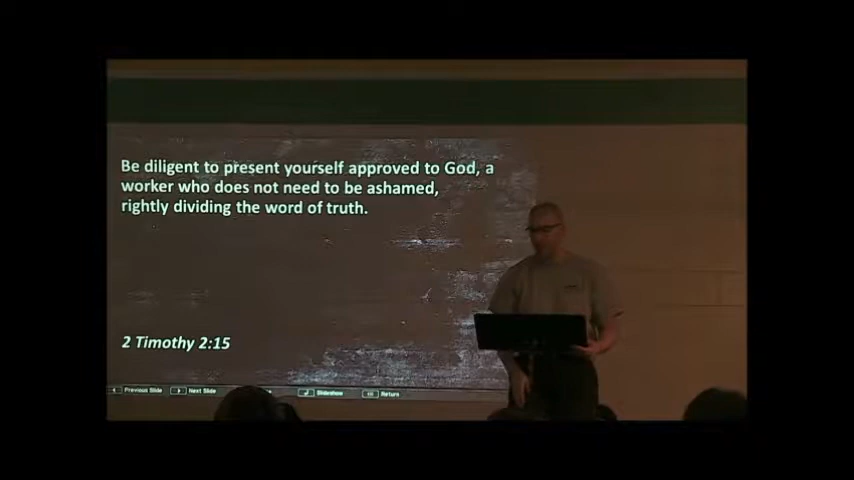 Be diligent to present yourself approved to God, a
worker who does not need to be ashamed,
rightly dividing the word of truth.
2 Timothy 2:15
Previous Slide Next Slide Slideshow Return